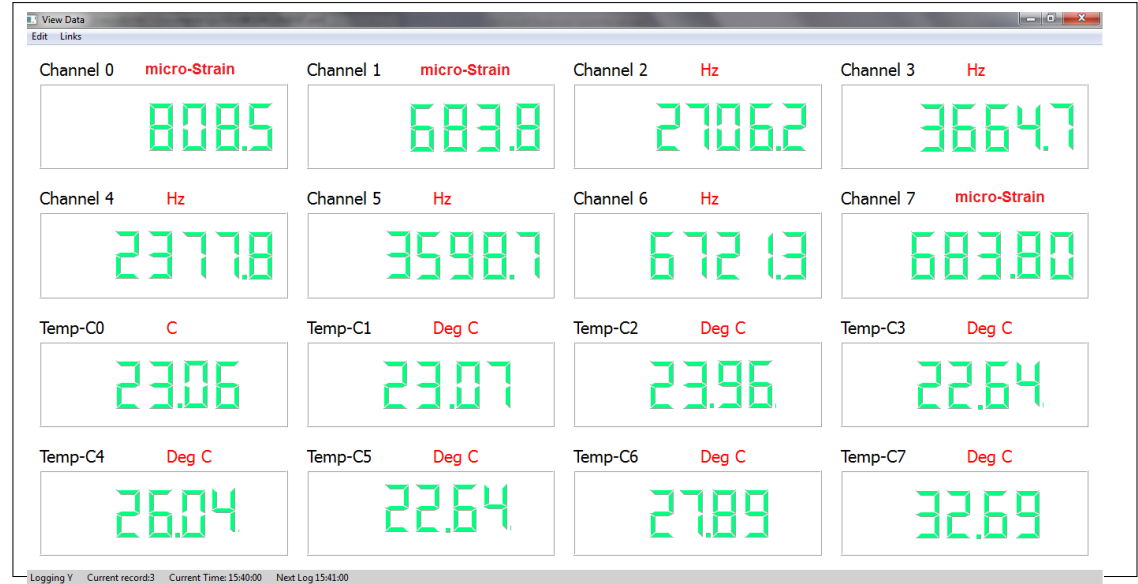 View Data
Edit Links
Channel 0 micro-Strain Channel 1 micro-Strain Channel 2 Hz Channel 3 Hz
808.5 683.8 2706.2 3664.7
Channel 4 Hz Channel 5 Hz Channel 6 Hz Channel 7 micro-Strain
2377.8 3598.7 6721.3 683.80
Temp-C0 C Temp-C1 Deg C Temp-C2 Deg C Temp-C3 Deg C
23.06 23.07 23.96 22.64
Temp-C4 Deg C Temp-C5 Deg C Temp-C6 Deg C Temp-C7 Deg C
26.04 22.64 27.89 32.69
Logging Y Current record:3 Current Time: 15:40:00 Next Log 15:41:00